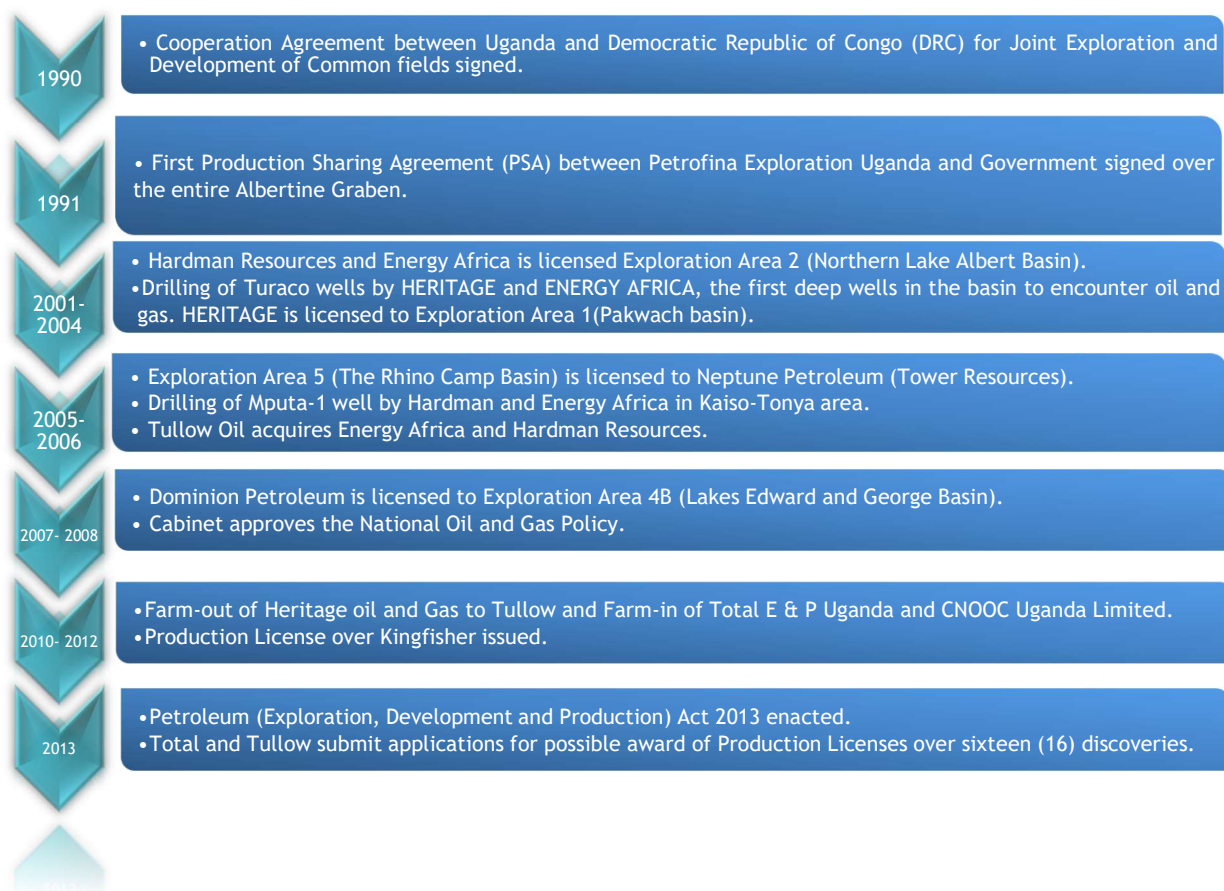 1990
• Cooperation Agreement between Uganda and Democratic Republic of Congo (DRC) for Joint Exploration and
Development of Common fields signed.
1991
• First Production Sharing Agreement (PSA) between Petrofina Exploration Uganda and Government signed over
the entire Albertine Graben.
2001-
2004
• Hardman Resources and Energy Africa is licensed Exploration Area 2 (Northern Lake Albert Basin).
•Drilling of Turaco wells by HERITAGE and ENERGY AFRICA, the first deep wells in the basin to encounter oil and
gas. HERITAGE is licensed to Exploration Area 1(Pakwach basin).
2005-
2006
• Exploration Area 5 (The Rhino Camp Basin) is licensed to Neptune Petroleum (Tower Resources).
• Drilling of Mputa-1 well by Hardman and Energy Africa in Kaiso-Tonya area.
• Tullow Oil acquires Energy Africa and Hardman Resources.
2007- 2008
• Dominion Petroleum is licensed to Exploration Area 4B (Lakes Edward and George Basin).
• Cabinet approves the National Oil and Gas Policy.
2010- 2012
•Farm-out of Heritage oil and Gas to Tullow and Farm-in of Total E & P Uganda and CNOOC Uganda Limited.
•Production License over Kingfisher issued.
2013
•Petroleum (Exploration, Development and Production) Act 2013 enacted.
•Total and Tullow submit applications for possible award of Production Licenses over sixteen (16) discoveries.